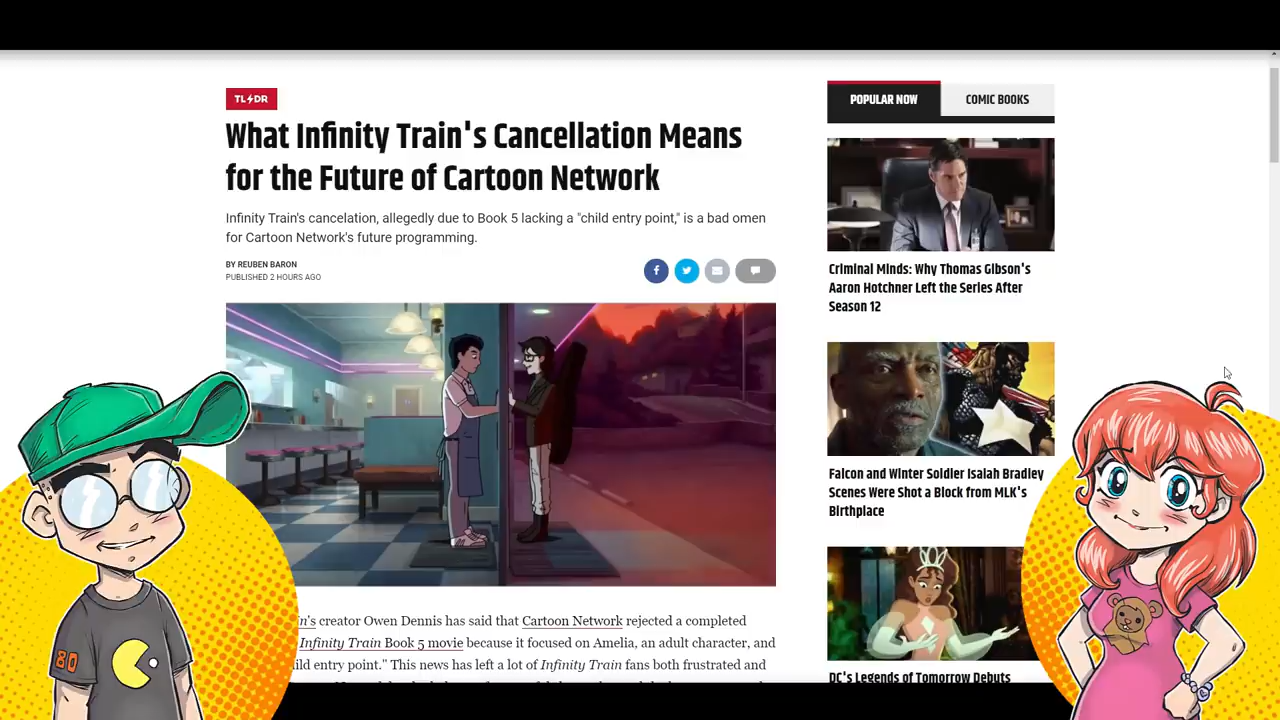 TL⚡DR
What Infinity Train's Cancellation Means
for the Future of Cartoon Network
Infinity Train's cancelation, allegedly due to Book 5 lacking a "child entry point," is a bad omen
for Cartoon Network's future programming.
BY REUBEN BARON
PUBLISHED 2 HOURS AGO
n's creator Owen Dennis has said that Cartoon Network rejected a completed
Infinity Train Book 5 movie because it focused on Amelia, an adult character, and
ild entry point." This news has left a lot of Infinity Train fans both frustrated and
POPULAR NOW
COMIC BOOKS
Criminal Minds: Why Thomas Gibson's
Aaron Hotchner Left the Series After
Season 12
Falcon and Winter Soldier Isaiah Bradley
Scenes Were Shot a Block from MLK's
Birthplace
DC's Legends of Tomorrow Debuts
80